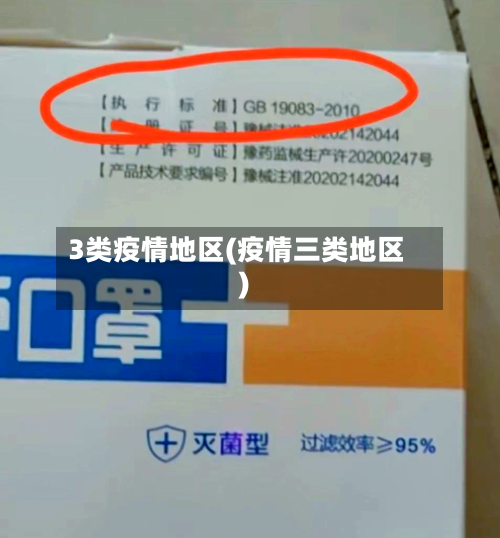 【执行标准】GB 19083-2010
【注册证号】豫械注准20202142044
【生产许可证】豫药监械生产许20200247号
【产品技术要求编号】豫械注准20202142044
3类疫情地区(疫情三类地区
)
口罩
灭菌型 过滤效率≥95%